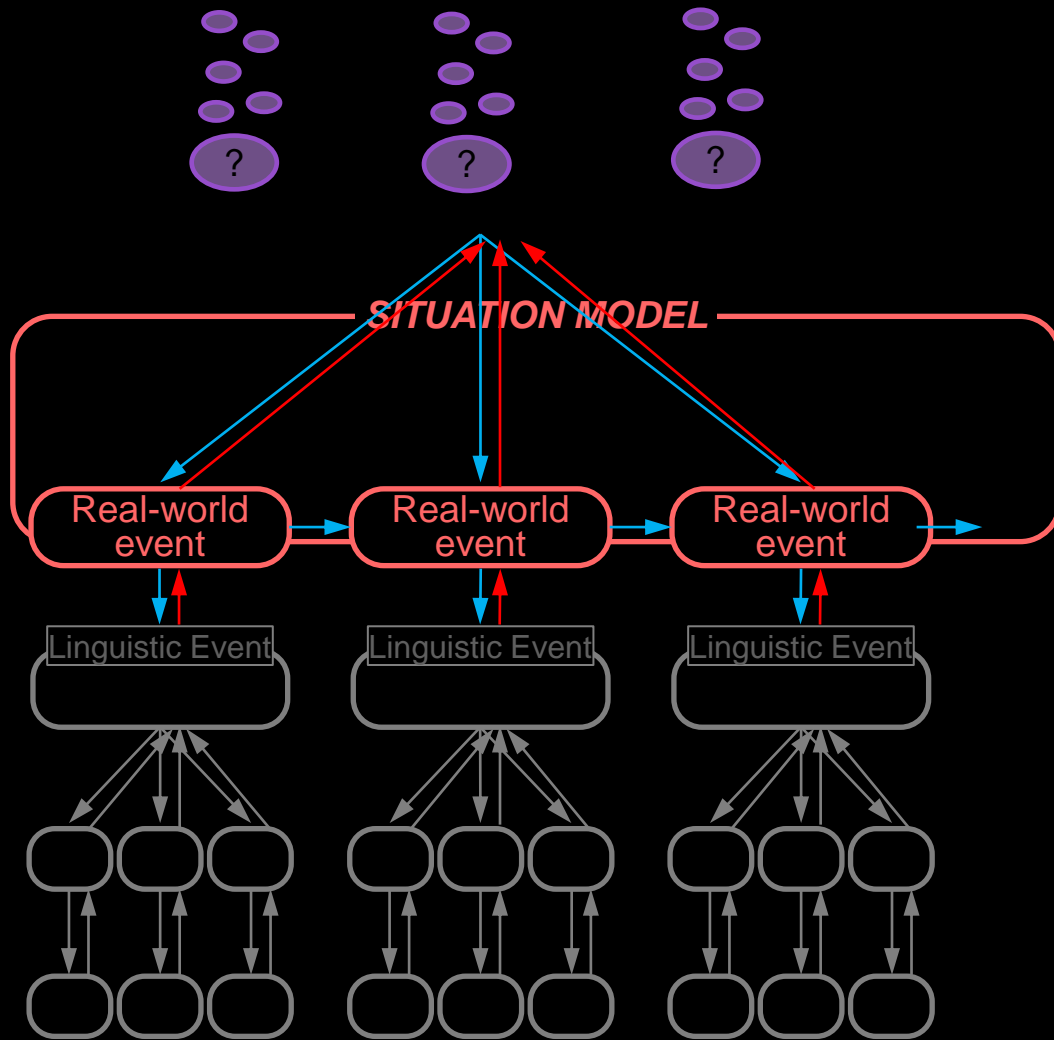 ?
?
?
SITUATION MODEL
Real-world
event
Real-world
event
Real-world
event
Linguistic Event
Linguistic Event
Linguistic Event